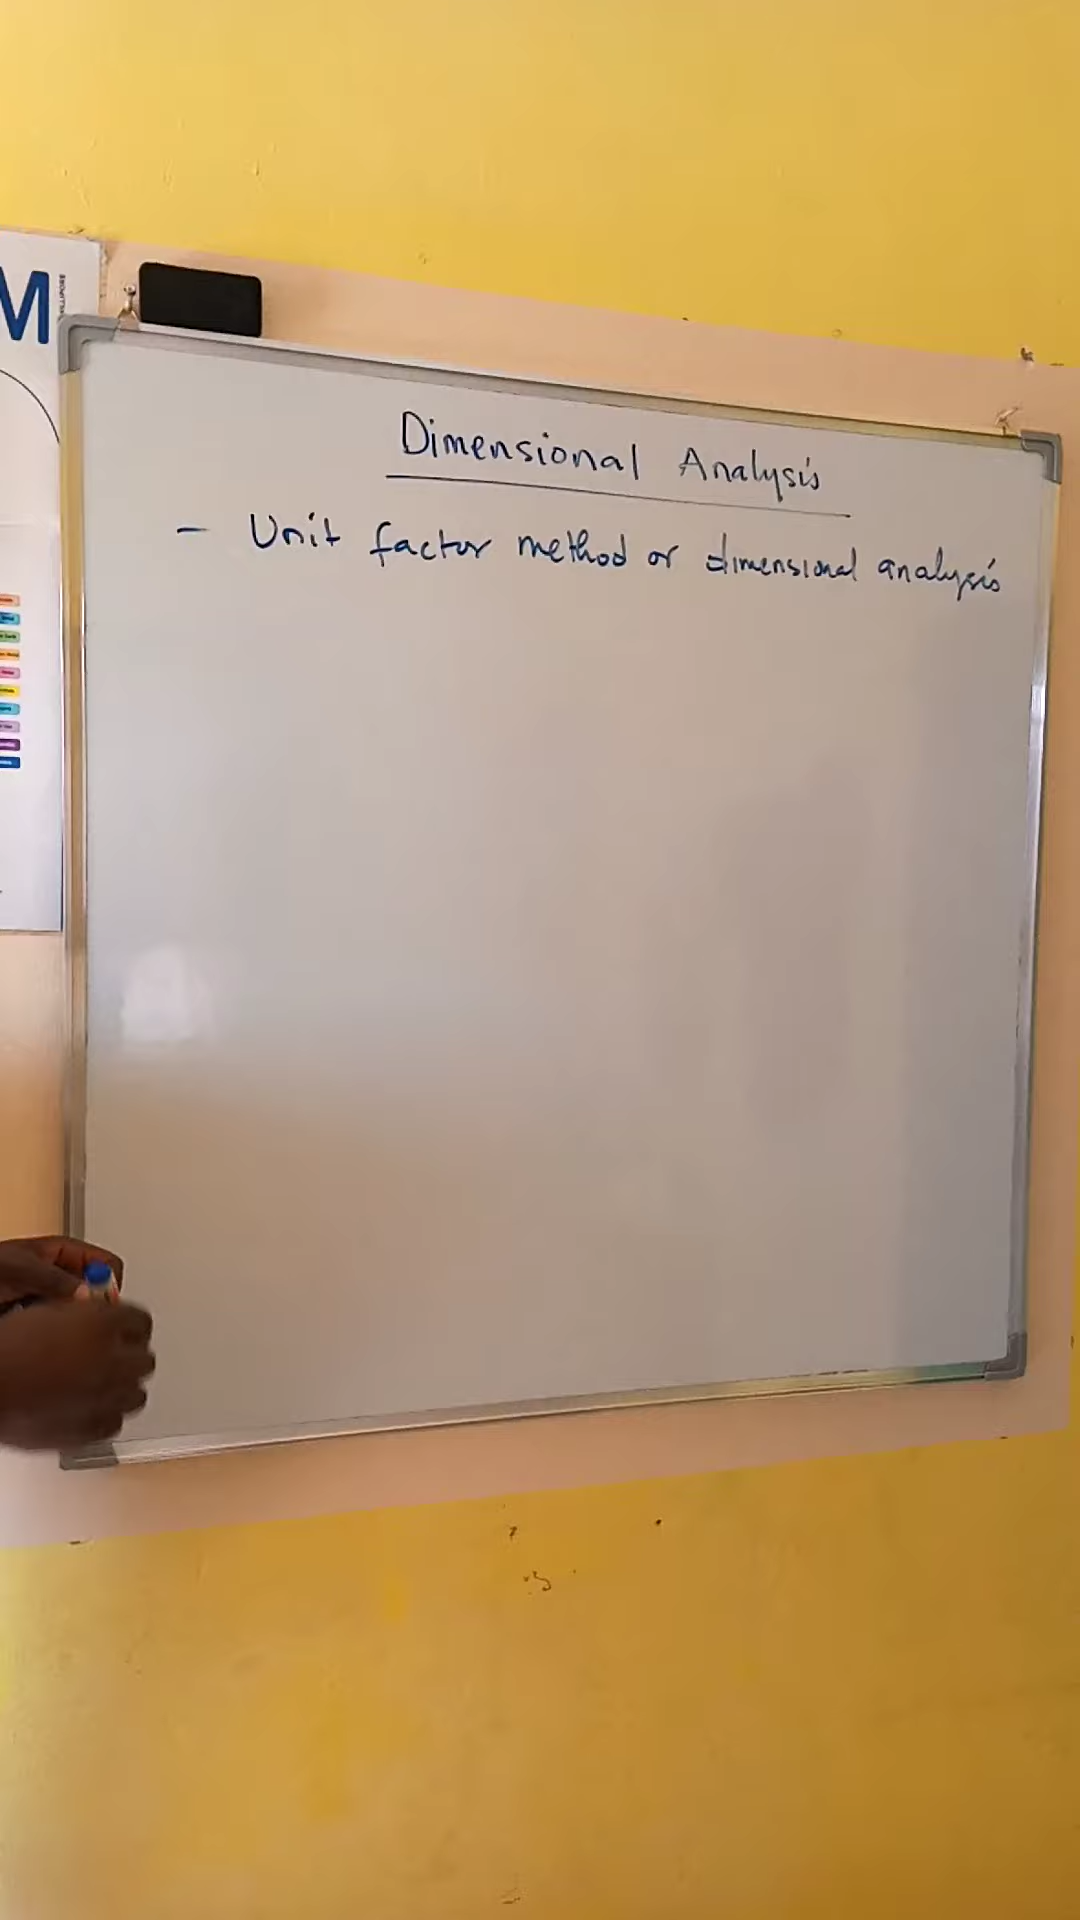 M
Dimensional Analysis
- Unit factor method or dimensional analysis